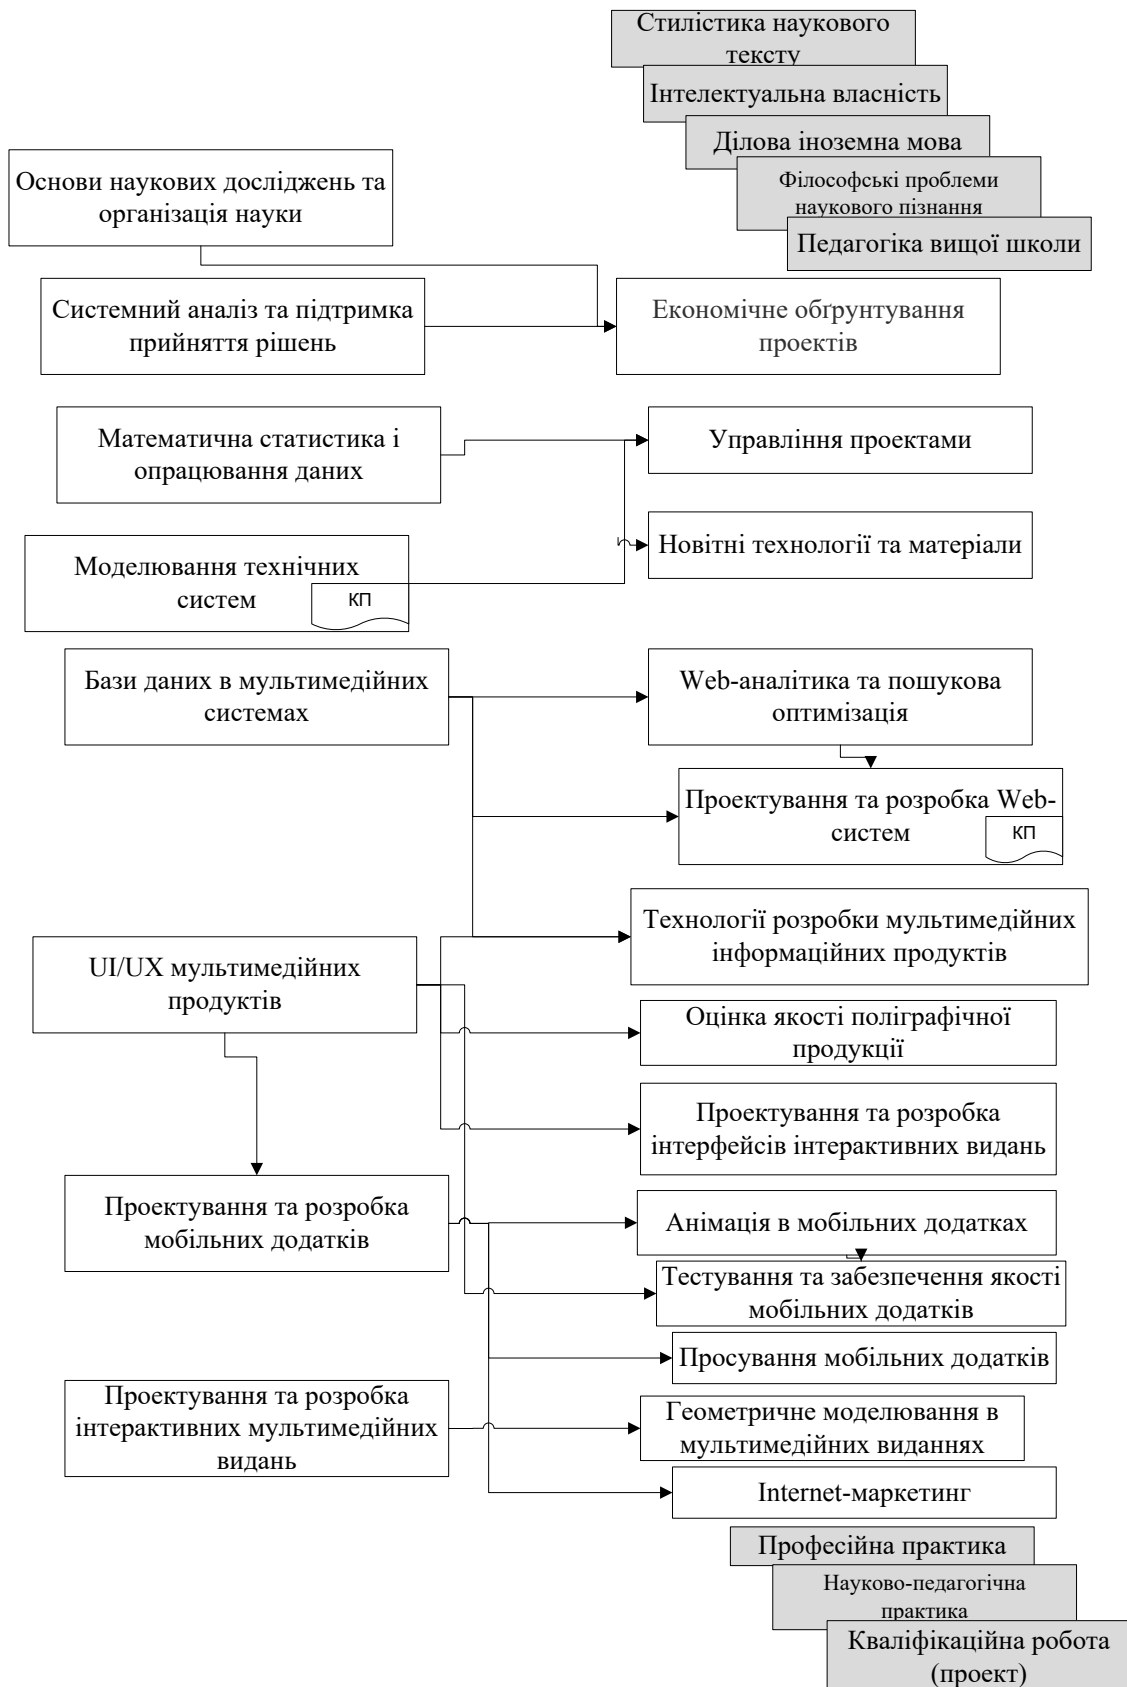 Стилістика наукового
тексту
Інтелектуальна власність
Ділова іноземна мова
Філософські проблеми
наукового пізнання
Педагогіка вищої школи
Основи наукових досліджень та
організація науки
Системний аналіз та підтримка
прийняття рішень
Економічне обґрунтування
проектів
Математична статистика і
опрацювання даних
Управління проектами
Новітні технології та матеріали
Моделювання технічних
систем
КП
Бази даних в мультимедійних
системах
Web-аналітика та пошукова
оптимізація
Проектування та розробка Web-
систем
КП
Технології розробки мультимедійних
інформаційних продуктів
UI/UX мультимедійних
продуктів
Оцінка якості поліграфічної
продукції
Проектування та розробка
інтерфейсів інтерактивних видань
Проектування та розробка
мобільних додатків
Анімація в мобільних додатках
Тестування та забезпечення якості
мобільних додатків
Просування мобільних додатків
Проектування та розробка
інтерактивних мультимедійних
видань
Геометричне моделювання в
мультимедійних виданнях
Internet-маркетинг
Професійна практика
Науково-педагогічна
практика
Кваліфікаційна робота
(проект)